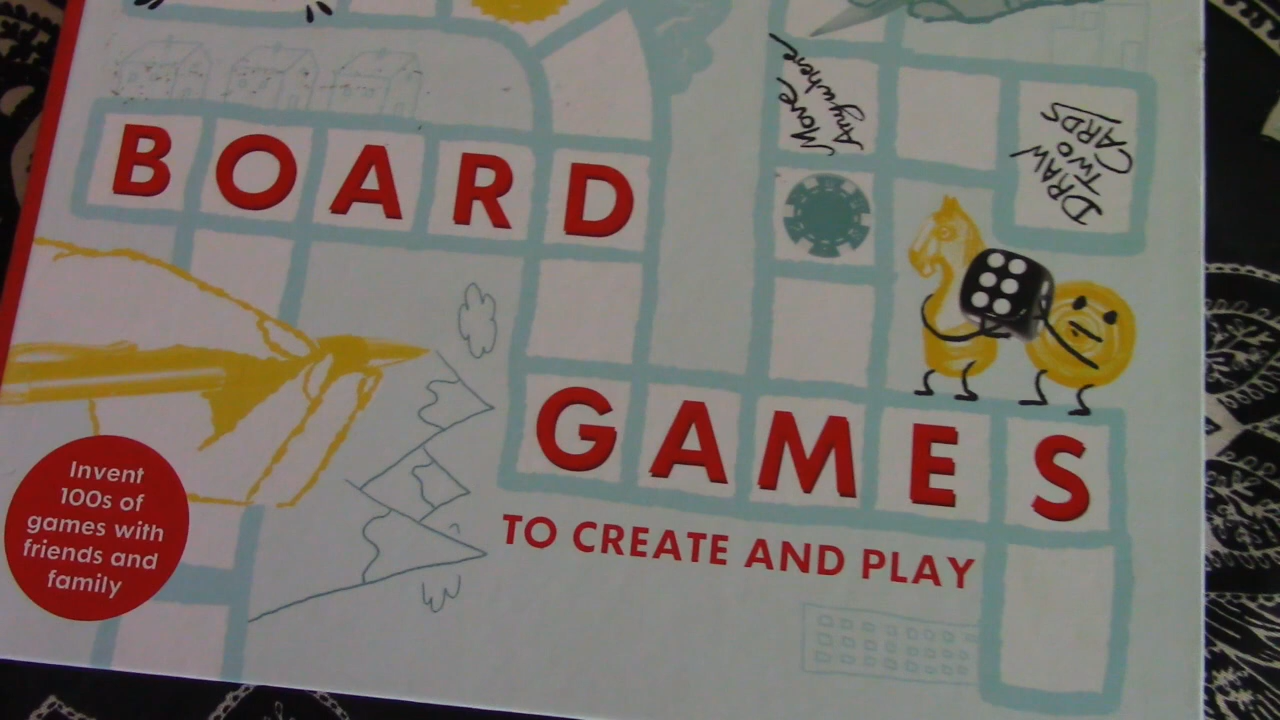 Move
Anywhere
DRAW
TWO
CARDS
BOARD
GAMES
TO CREATE AND PLAY
Invent
100s of
games with
friends and
family